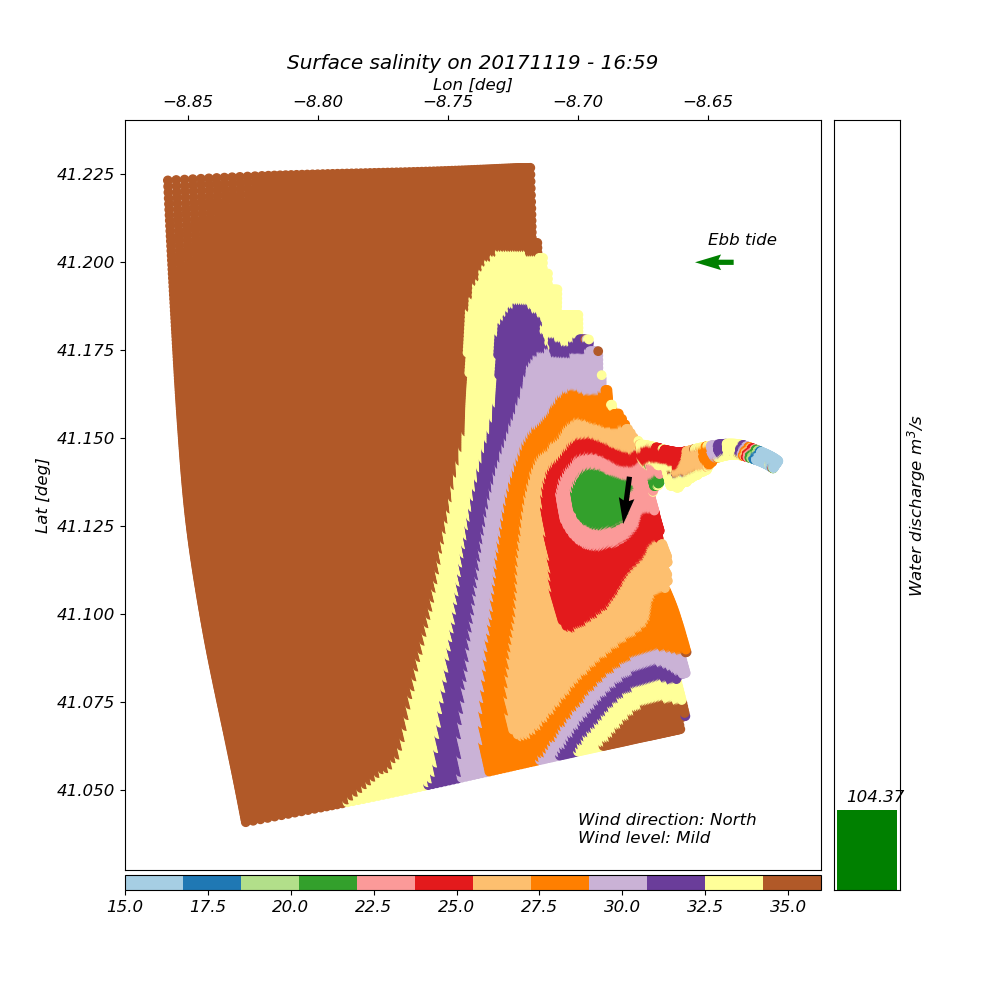 Surface salinity on 20171119 - 16:59
Lon [deg]
−8.85 −8.80 −8.75 −8.70 −8.65
41.225
41.200
41.175
41.150
41.125
41.100
41.075
41.050
Lat [deg]
Ebb tide
Wind direction: North
Wind level: Mild
104.37
Water discharge m³/s
15.0 17.5 20.0 22.5 25.0 27.5 30.0 32.5 35.0